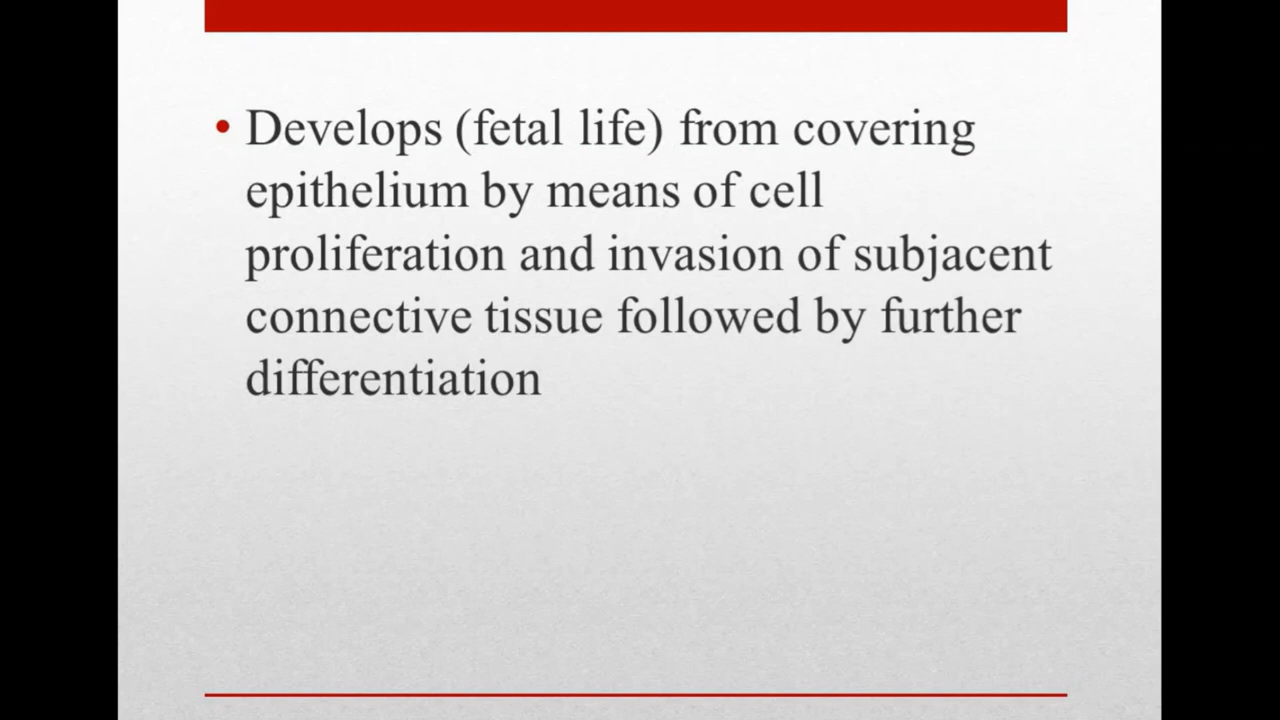 • Develops (fetal life) from covering
epithelium by means of cell
proliferation and invasion of subjacent
connective tissue followed by further
differentiation